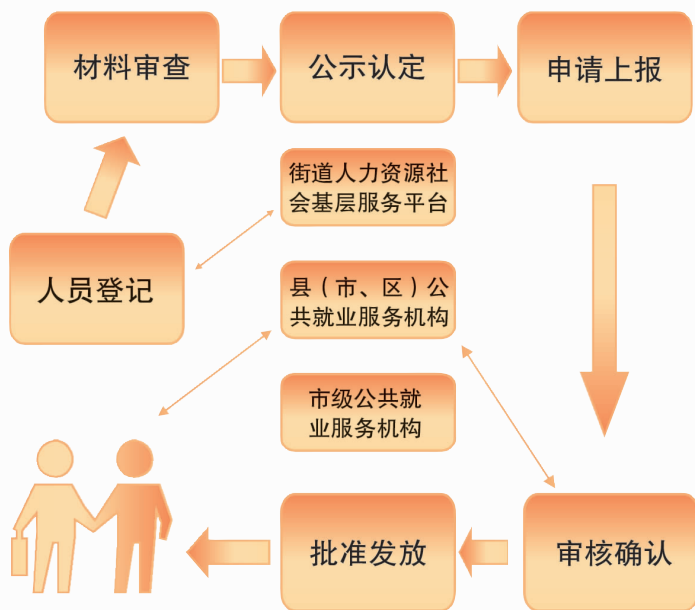 材料审查
公示认定
申请上报
街道人力资源社
会基层服务平台
人员登记
县（市、区）公
共就业服务机构
市级公共就
业服务机构
批准发放
审核确认